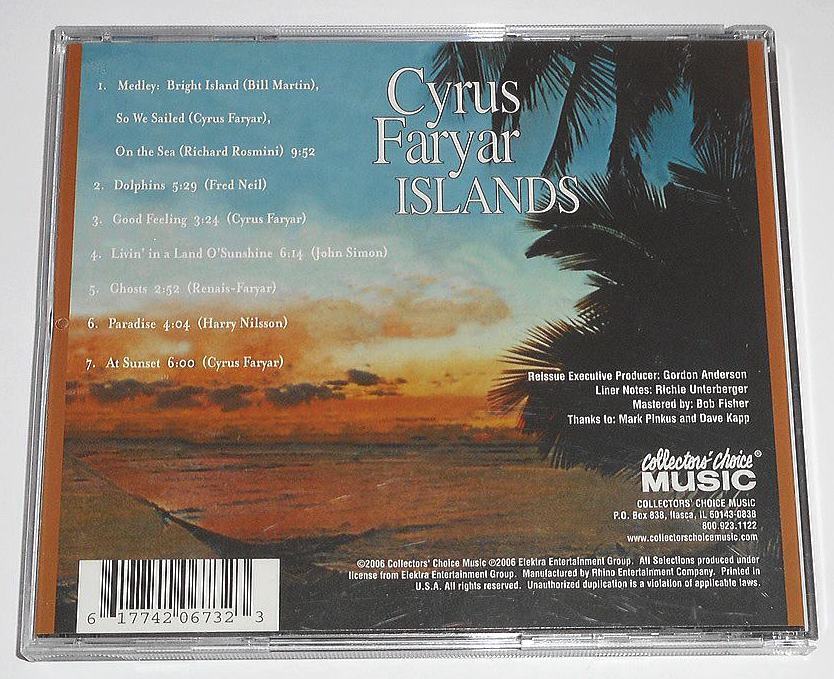 1. Medley: Bright Island (Bill Martin),
So We Sailed (Cyrus Faryar),
On the Sea (Richard Rosmini) 9:52
2. Dolphins 5:29 (Fred Neil)
3. Good Feeling 3:24 (Cyrus Faryar)
4. Livin' in a Land O'Sunshine 6:14 (John Simon)
5. Ghosts 2:52 (Renais-Faryar)
6. Paradise 4:04 (Harry Nilsson)
7. At Sunset 6:00 (Cyrus Faryar)
Cyrus
Faryar
ISLANDS
Reissue Executive Producer: Gordon Anderson
Liner Notes: Richie Unterberger
Mastered by: Bob Fisher
Thanks to: Mark Pinkus and Dave Kapp
Collectors' Choice®
MUSIC
COLLECTORS' CHOICE MUSIC
P.O. Box 838, Itasca, IL 60143-0838
800.923.1122
www.collectorschoicemusic.com
©2006 Collectors' Choice Music ℗2006 Elektra Entertainment Group. All Selections produced under
license from Elektra Entertainment Group. Manufactured by Rhino Entertainment Company. Printed in
U.S.A. All rights reserved. Unauthorized duplication is a violation of applicable laws.
6 17742 06732 3